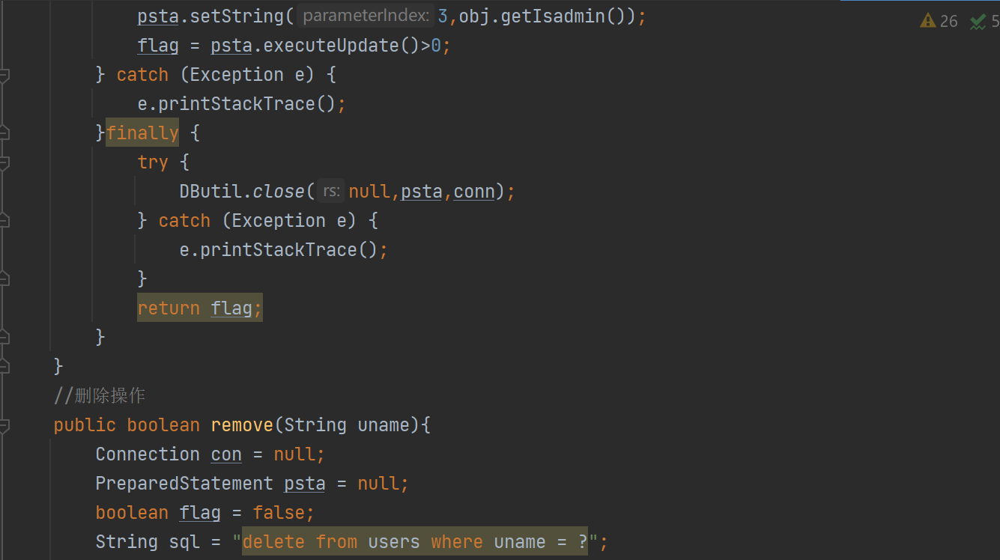 psta.setString( parameterIndex: 3,obj.getIsadmin());
26 5
flag = psta.executeUpdate()>0;
} catch (Exception e) {
e.printStackTrace();
}finally {
try {
DButil.close( rs: null,psta,conn);
} catch (Exception e) {
e.printStackTrace();
}
return flag;
}
}
//删除操作
public boolean remove(String uname){
Connection con = null;
PreparedStatement psta = null;
boolean flag = false;
String sql = "delete from users where uname = ?";